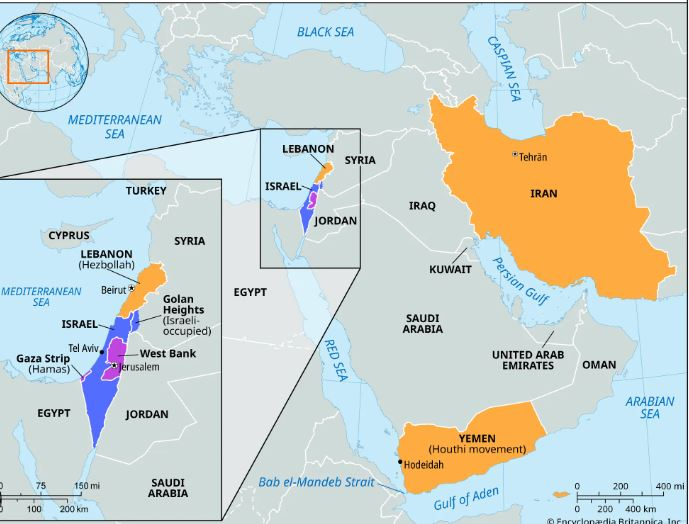 BLACK SEA
CASPIAN SEA
MEDITERRANEAN
SEA
LEBANON
SYRIA
ISRAEL
JORDAN
IRAQ
Tehrān
IRAN
KUWAIT
Persian Gulf
EGYPT
SAUDI
ARABIA
UNITED ARAB
EMIRATES
OMAN
RED SEA
ARABIAN
SEA
YEMEN
(Houthi movement)
Hodeidah
Bab el-Mandeb Strait
Gulf of Aden
0 200 400 mi
0 200 400 km
© Encyclopædia Britannica, Inc.
TURKEY
CYPRUS
SYRIA
LEBANON
(Hezbollah)
Beirut
MEDITERRANEAN
SEA
Golan
Heights
(Israeli-
occupied)
ISRAEL
Tel Aviv
West Bank
Gaza Strip
(Hamas)
Jerusalem
EGYPT
JORDAN
SAUDI
ARABIA
0 75 150 mi
0 100 200 km